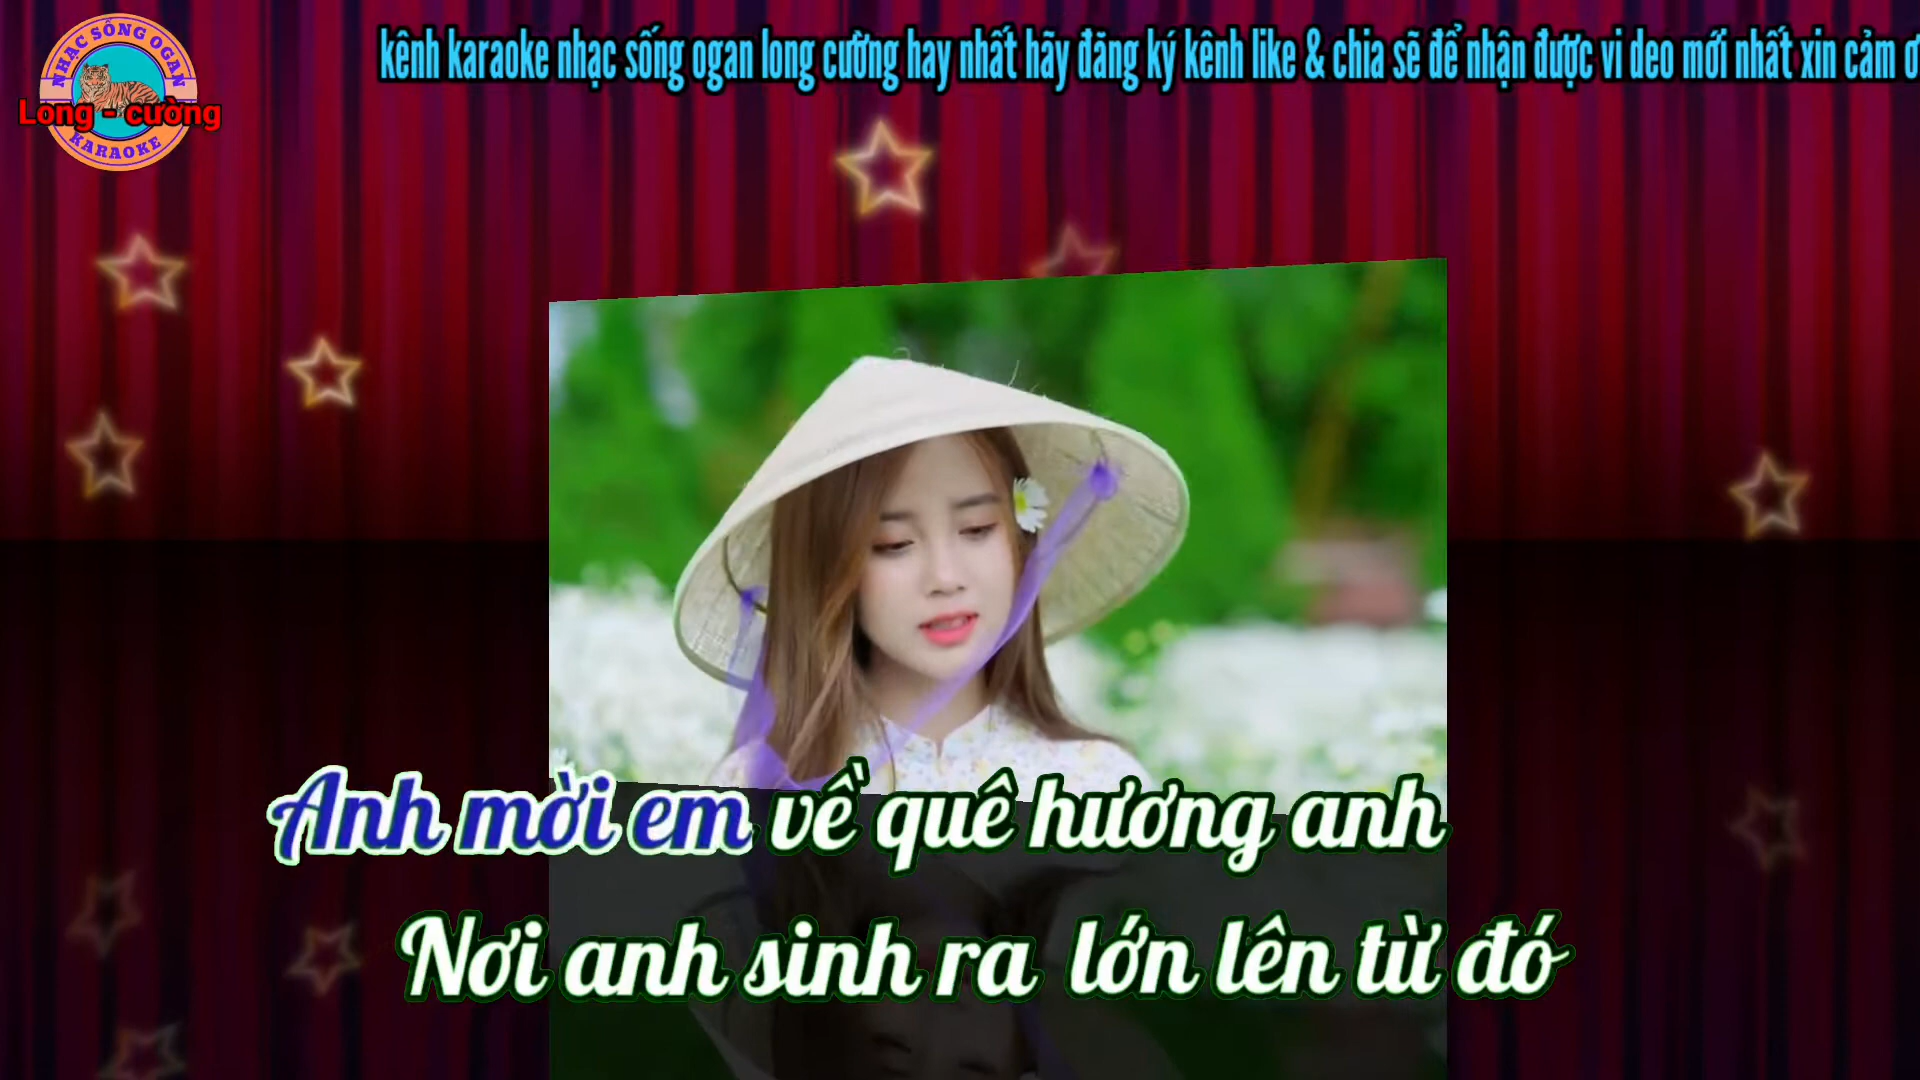 NHẠC SỐNG OGAN
Long - cường
KARAOKE
kênh karaoke nhạc sống ogan long cường hay nhất hãy đăng ký kênh like & chia sẽ để nhận được vi deo mới nhất xin cảm ơ
Anh mời em về quê hương anh
Nơi anh sinh ra lớn lên từ đó